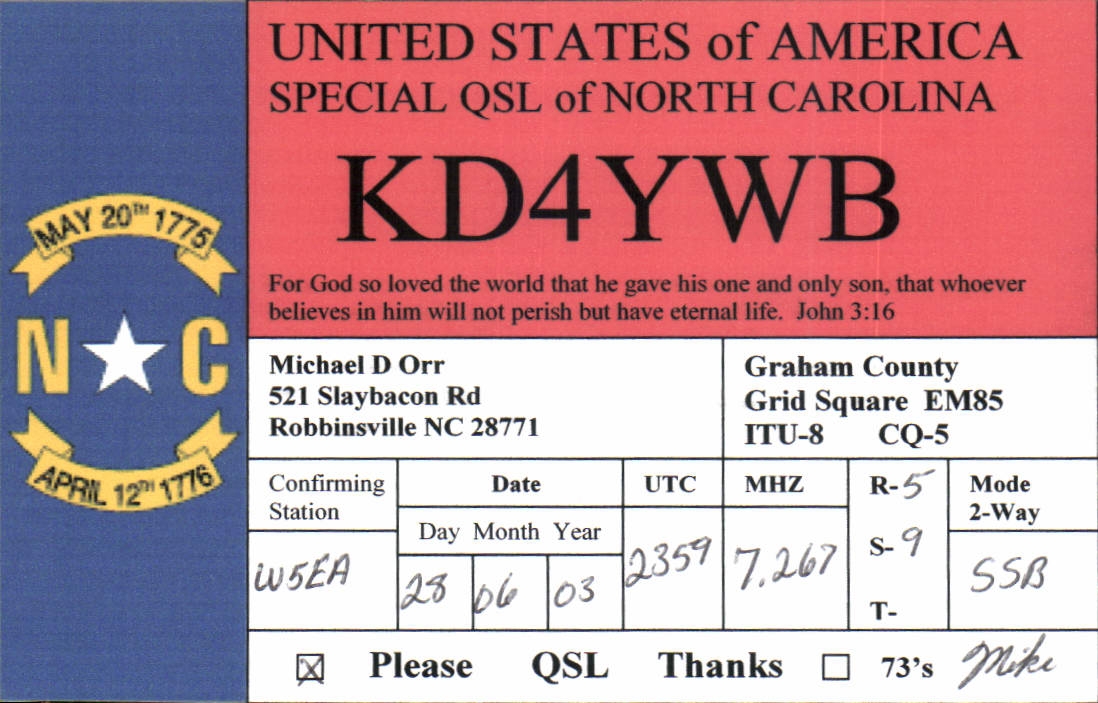 UNITED STATES of AMERICA
SPECIAL QSL of NORTH CAROLINA
KD4YWB
For God so loved the world that he gave his one and only son, that whoever
believes in him will not perish but have eternal life. John 3:16
MAY 20TH 1775
N C
APRIL 12TH 1776
Michael D Orr
521 Slaybacon Rd
Robbinsville NC 28771
Graham County
Grid Square EM85
ITU-8 CQ-5
Confirming
Station
W5EA
Date
Day Month Year
28 06 03
UTC
2359
MHZ
7.267
R-5
S-9
T-
Mode
2-Way
SSB
Please QSL Thanks 73's Mike